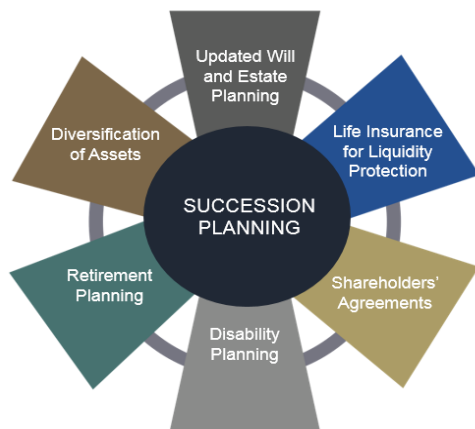 Updated Will
and Estate
Planning
Life Insurance
for Liquidity
Protection
Shareholders'
Agreements
Disability
Planning
Retirement
Planning
Diversification
of Assets
SUCCESSION
PLANNING